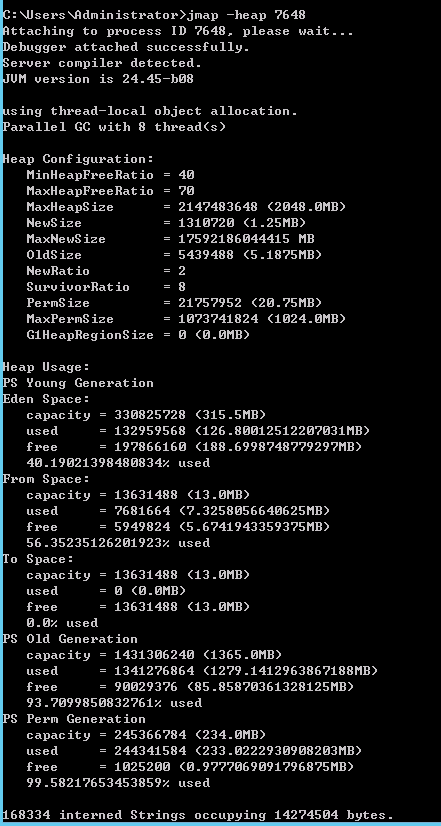 C:\Users\Administrator>jmap -heap 7648
Attaching to process ID 7648, please wait...
Debugger attached successfully.
Server compiler detected.
JVM version is 24.45-b08

using thread-local object allocation.
Parallel GC with 8 thread(s)

Heap Configuration:
   MinHeapFreeRatio = 40
   MaxHeapFreeRatio = 70
   MaxHeapSize      = 2147483648 (2048.0MB)
   NewSize          = 1310720 (1.25MB)
   MaxNewSize       = 17592186044415 MB
   OldSize          = 5439488 (5.1875MB)
   NewRatio         = 2
   SurvivorRatio    = 8
   PermSize         = 21757952 (20.75MB)
   MaxPermSize      = 1073741824 (1024.0MB)
   G1HeapRegionSize = 0 (0.0MB)

Heap Usage:
PS Young Generation
Eden Space:
   capacity = 330825728 (315.5MB)
   used     = 132959568 (126.80012512207031MB)
   free     = 197866160 (188.6998748779297MB)
   40.19021398480834% used
From Space:
   capacity = 13631488 (13.0MB)
   used     = 7681664 (7.3258056640625MB)
   free     = 5949824 (5.6741943359375MB)
   56.35235126201923% used
To Space:
   capacity = 13631488 (13.0MB)
   used     = 0 (0.0MB)
   free     = 13631488 (13.0MB)
   0.0% used
PS Old Generation
   capacity = 1431306240 (1365.0MB)
   used     = 1341276864 (1279.1412963867188MB)
   free     = 90029376 (85.85870361328125MB)
   93.7099850832761% used
PS Perm Generation
   capacity = 245366784 (234.0MB)
   used     = 244341584 (233.0222930908203MB)
   free     = 1025200 (0.9777069091796875MB)
   99.58217653453859% used

168334 interned Strings occupying 14274504 bytes.